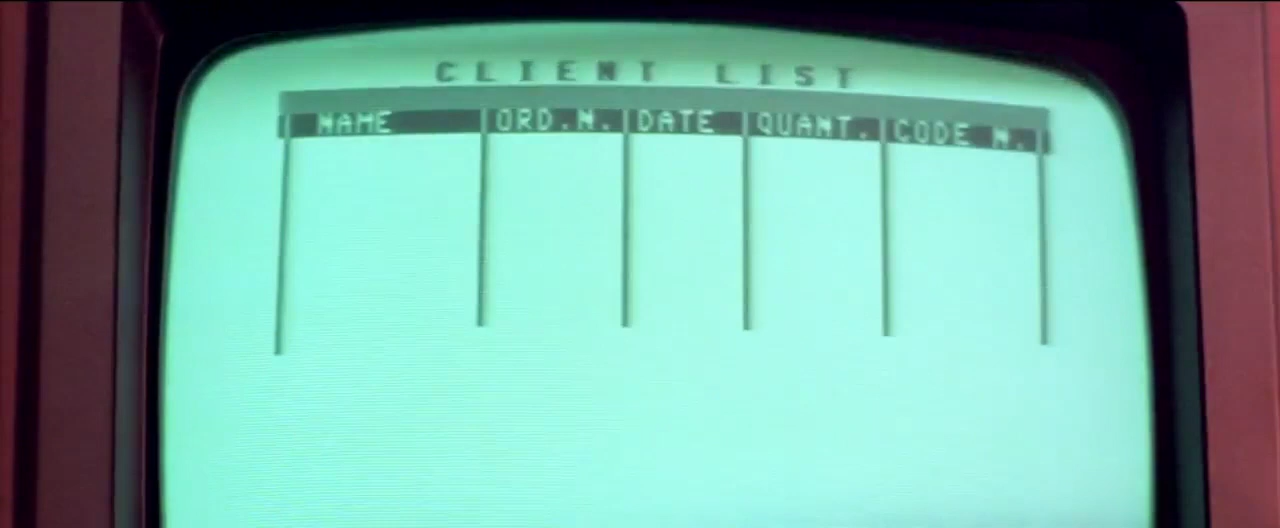 CLIENT LIST
NAME ORD.N. DATE QUANT. CODE N.